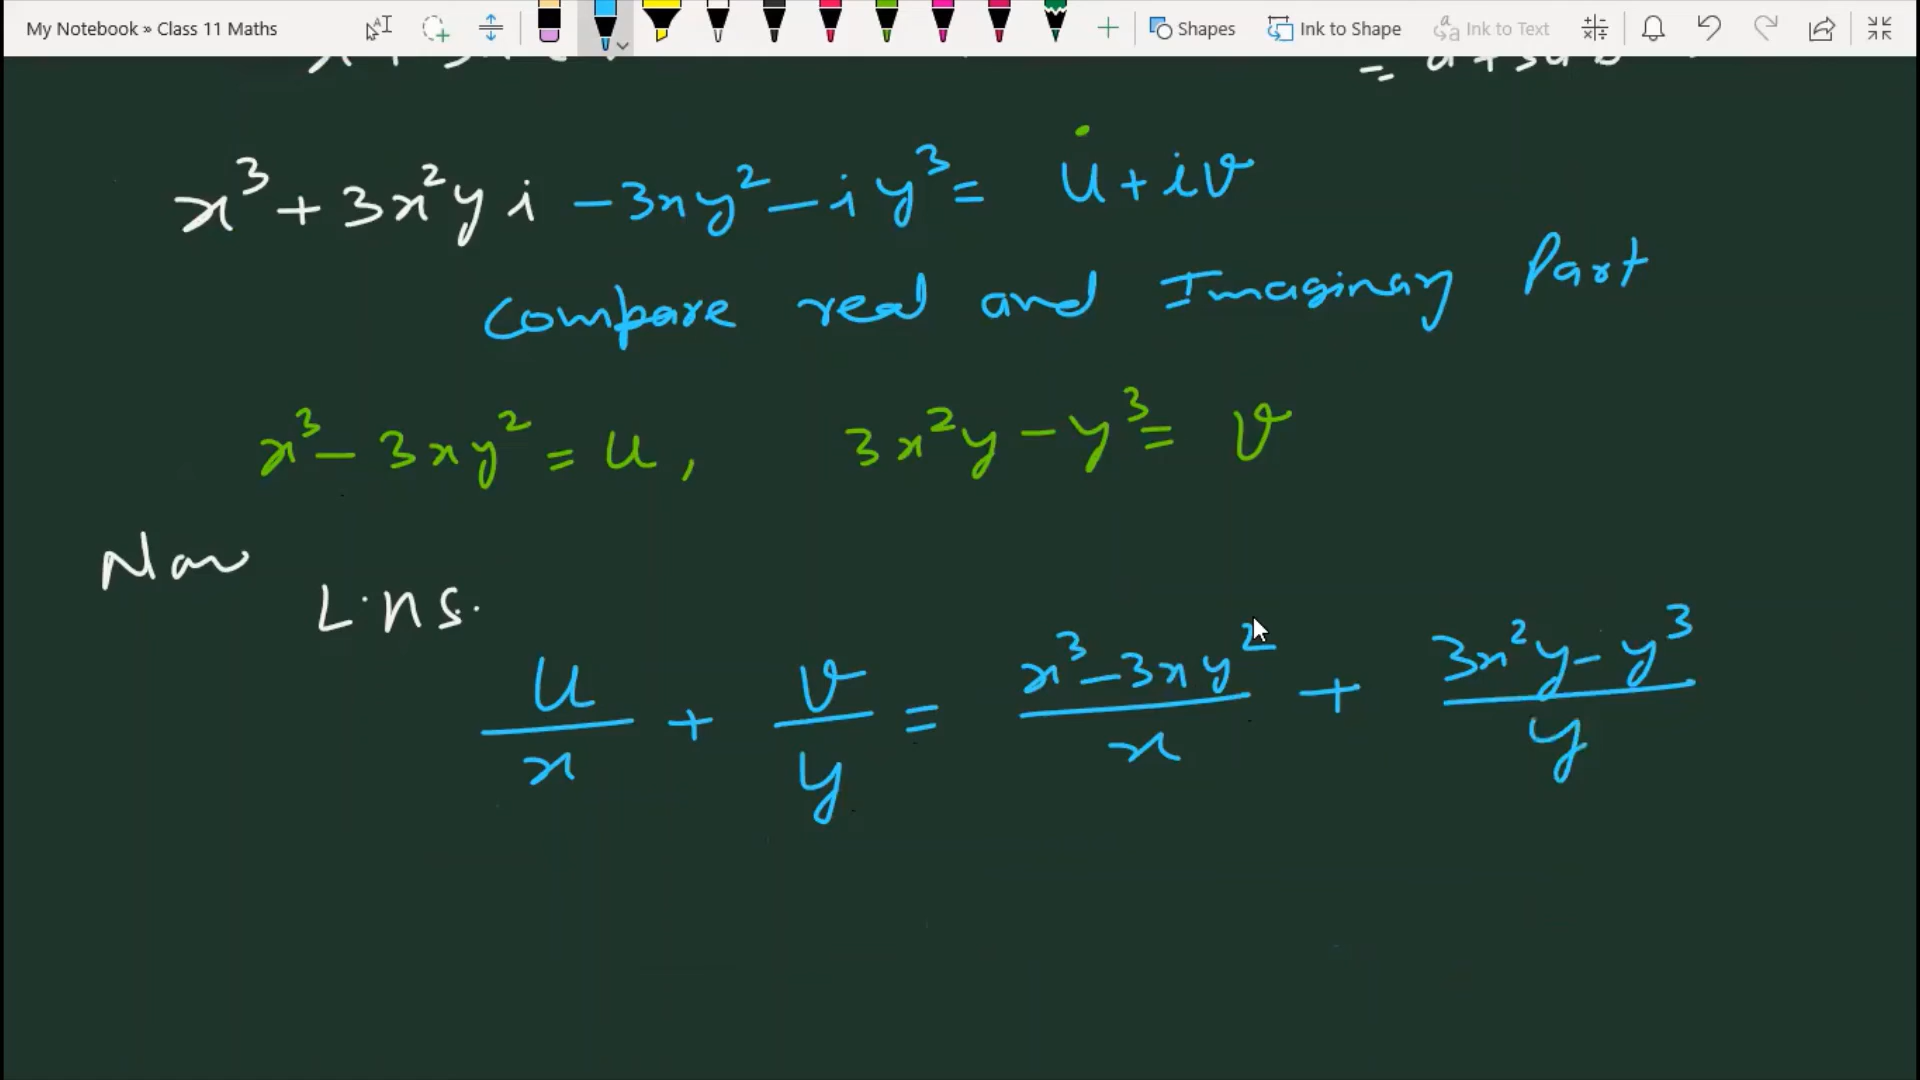 My Notebook » Class 11 Maths
Shapes Ink to Shape Ink to Text
x³ + 3x²y i - 3xy² - i y³ = u + iv
compare real and Imaginary Part
x³ - 3xy² = u, 3x²y - y³ = v
Now
L.H.S.
u/x + v/y = x³-3xy²/x + 3x²y-y³/y